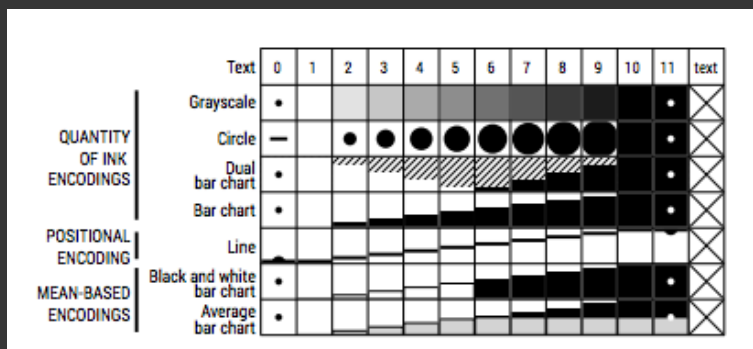 Text 0 1 2 3 4 5 6 7 8 9 10 11 text
Grayscale
QUANTITY
OF INK
ENCODINGS
Circle
Dual
bar chart
Bar chart
POSITIONAL
ENCODING
Line
MEAN-BASED
ENCODINGS
Black and white
bar chart
Average
bar chart